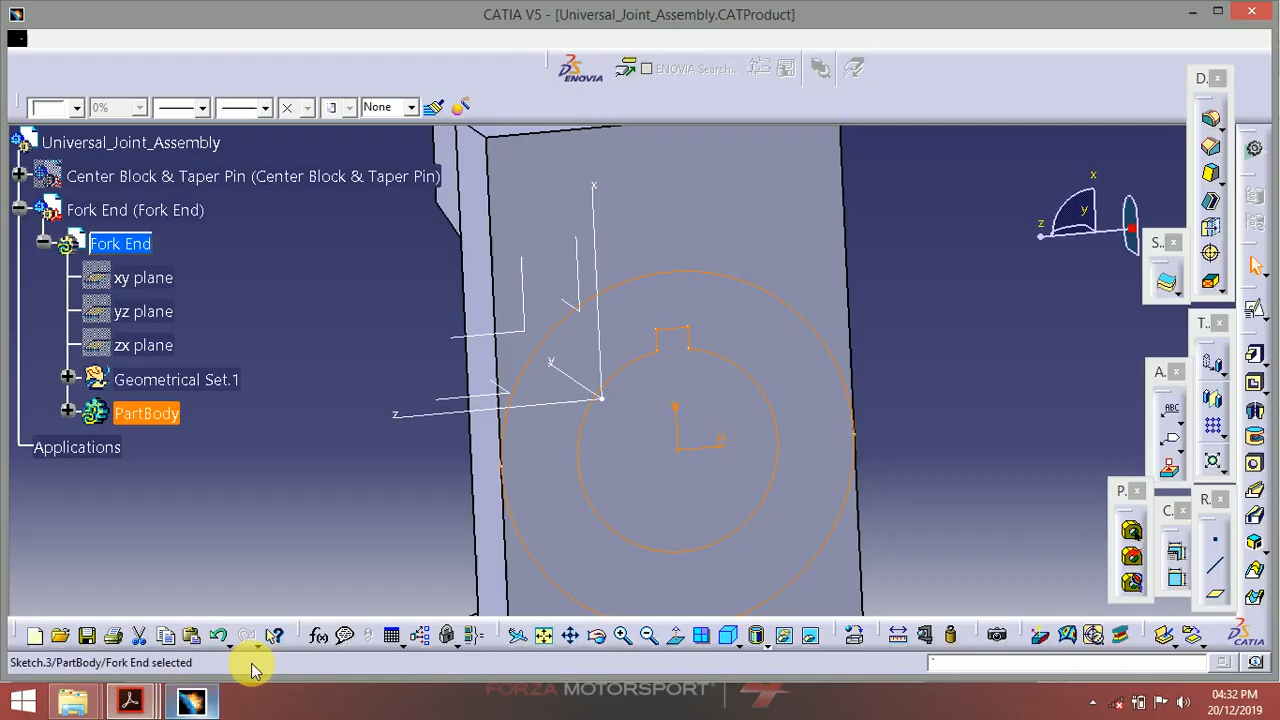 CATIA V5 - [Universal_Joint_Assembly.CATProduct]
ENOVIA
ENOVIA Search...
D.
0%
None
Universal_Joint_Assembly
Center Block & Taper Pin (Center Block & Taper Pin)
Fork End (Fork End)
Fork End
xy plane
yz plane
zx plane
Geometrical Set.1
PartBody
Applications
x
y
z
x
y
z
S..
T..
A..
ABC
P.
C..
R.
f(x)
CATIA
Sketch.3/PartBody/Fork End selected
FORZA MOTORSPORT
04:32 PM
20/12/2019